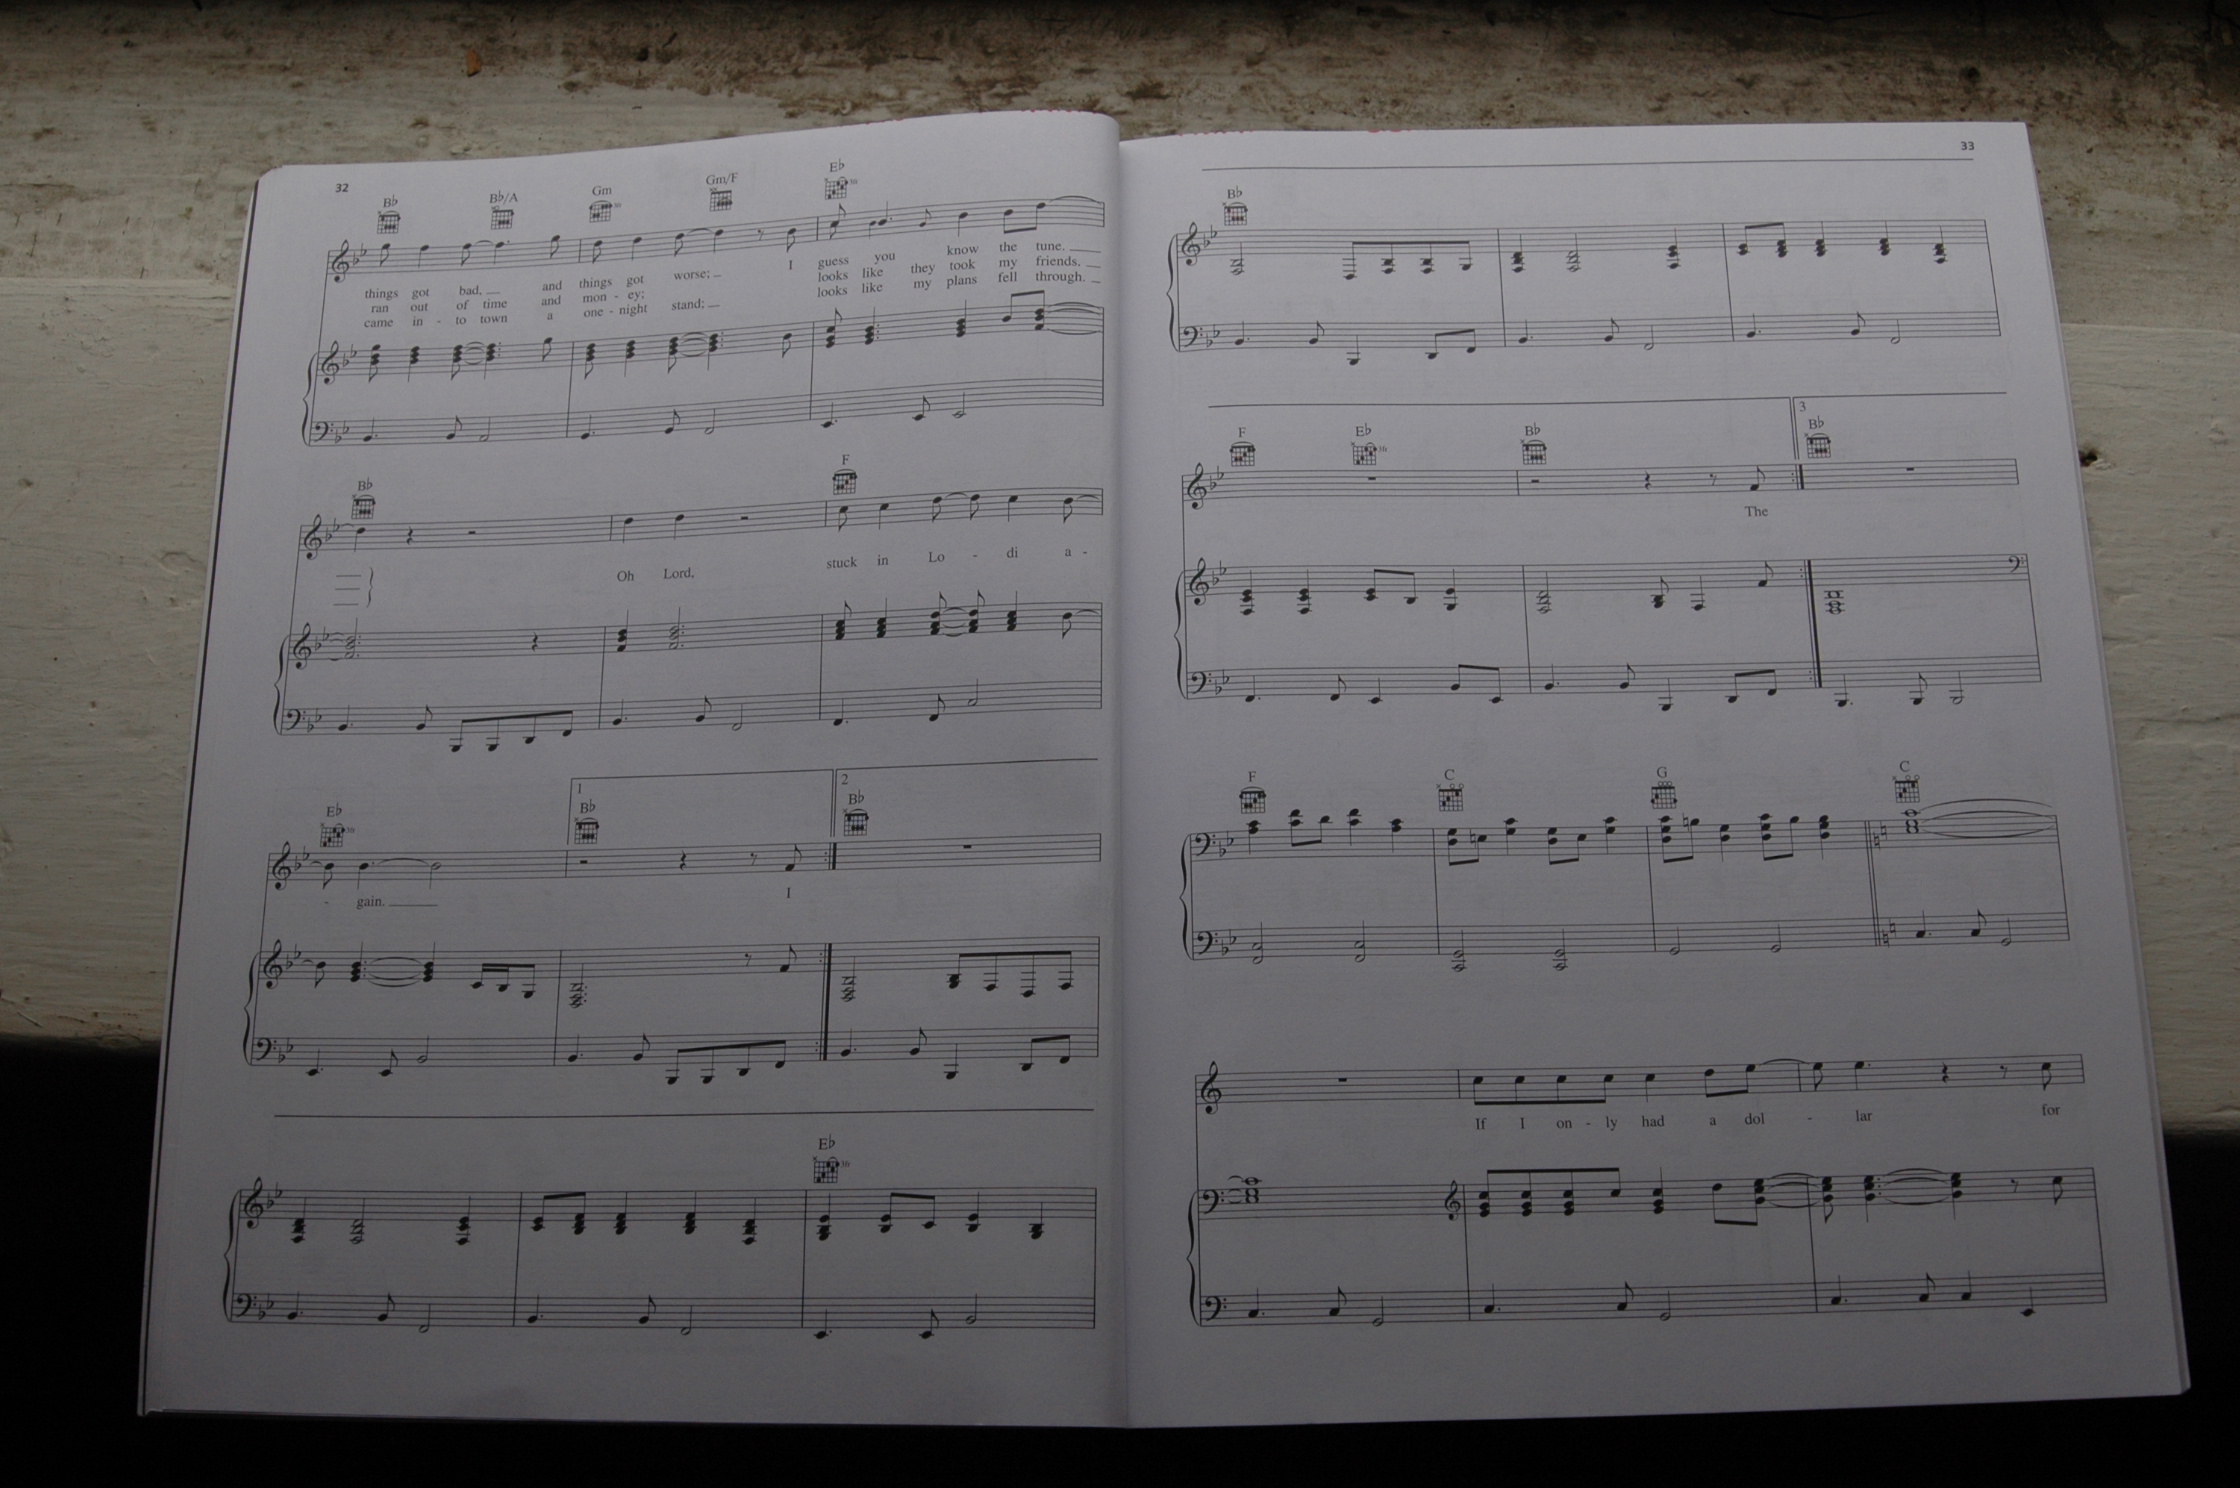 32
B♭ B♭/A Gm Gm/F E♭
things got bad, and things got worse; I guess you know the tune.
ran out of time and mon - ey; looks like they took my friends.
came in - to town a one - night stand; looks like my plans fell through.
B♭ F
Oh Lord, stuck in Lo - di a -
E♭ 1 B♭ 2 B♭
- gain. I
E♭
33
B♭
F E♭ B♭ 3 B♭
The
F C G C
If I on - ly had a dol - lar for